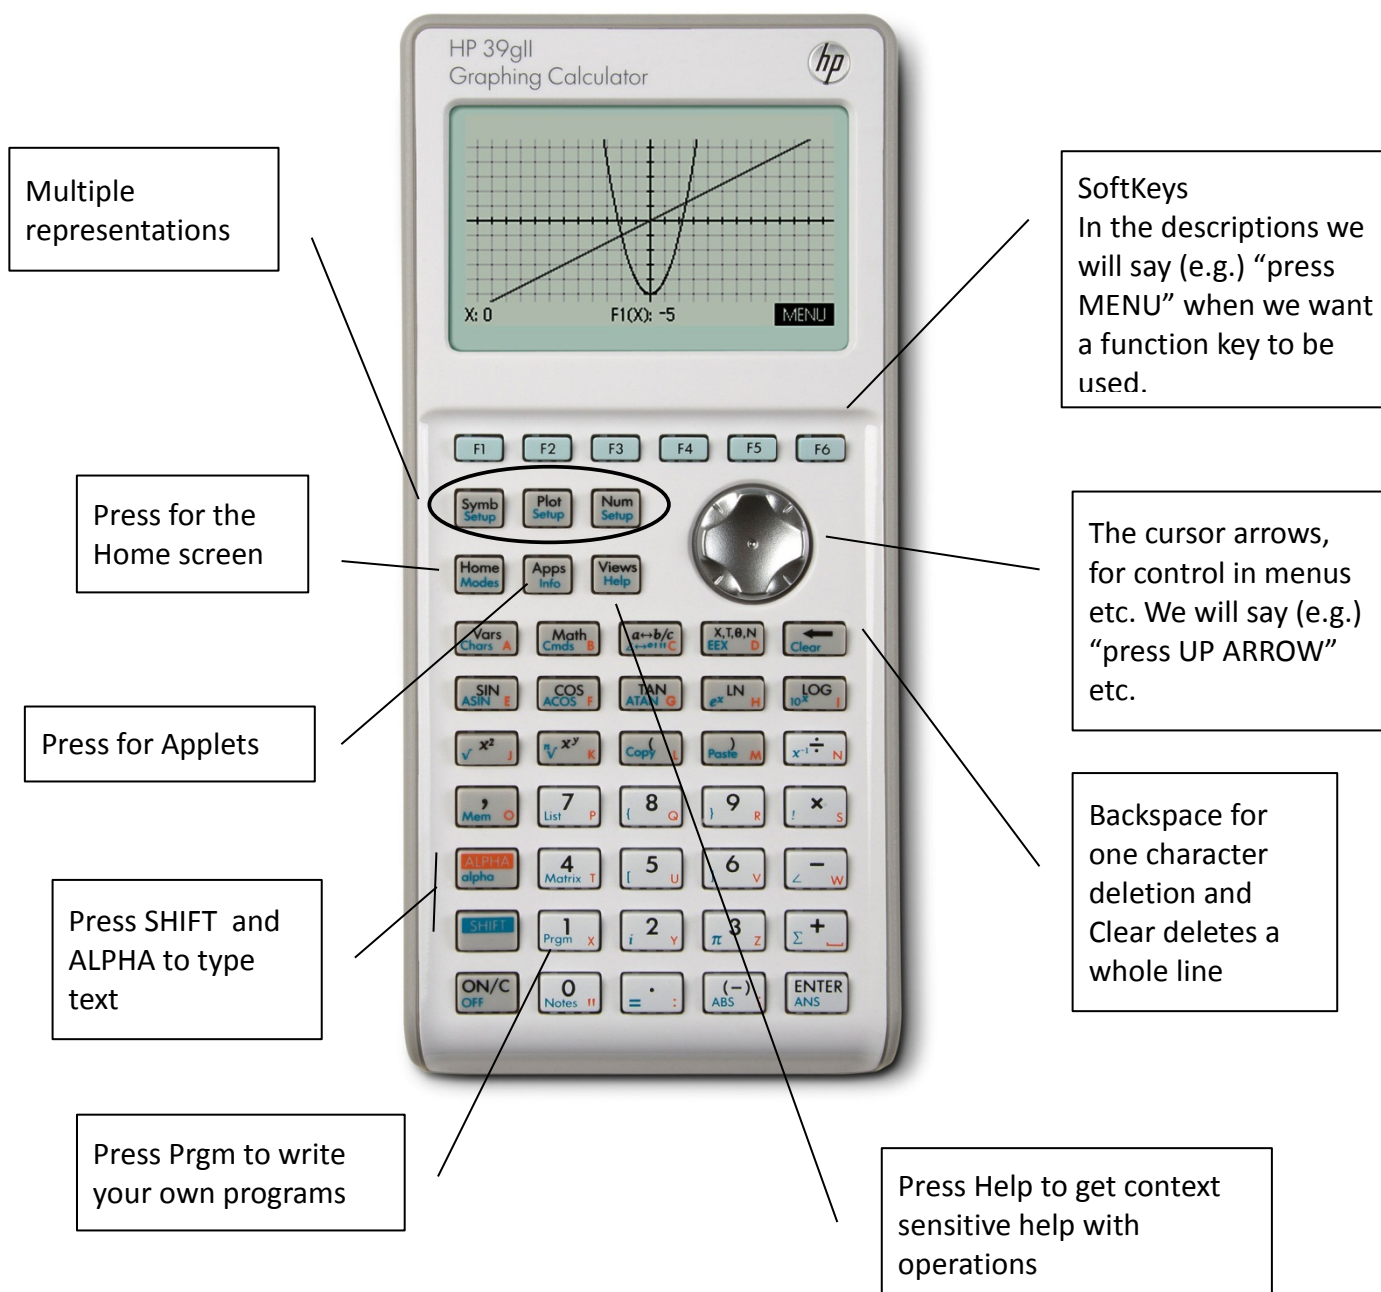 HP 39gII
Graphing Calculator
hp
X: 0 F1(X): -5 MENU
Multiple
representations
SoftKeys
In the descriptions we
will say (e.g.) “press
MENU” when we want
a function key to be
used.
F1 F2 F3 F4 F5 F6
Symb Plot Num
Setup Setup Setup
Press for the
Home screen
Home Apps Views
Modes Info Help
The cursor arrows,
for control in menus
etc. We will say (e.g.)
“press UP ARROW”
etc.
Vars Math a↔b/c X,T,θ,N
Chars A Cmds B C EEX D Clear
SIN COS TAN LN LOG
ASIN E ACOS F ATAN G eˣ H 10ˣ I
Press for Applets
x² xʸ ( ) ÷
√ J ⁿ√ K Copy L Paste M x⁻¹ N
, 7 8 9 ×
Mem O List P { Q } R ! S
Backspace for
one character
deletion and
Clear deletes a
whole line
ALPHA 4 5 6 −
alpha Matrix T [ U V ∠ W
Press SHIFT and
ALPHA to type
text
SHIFT 1 2 3 +
Prgm X i Y π Z Σ
ON/C 0 . (−) ENTER
OFF Notes " = : ABS ANS
Press Prgm to write
your own programs
Press Help to get context
sensitive help with
operations